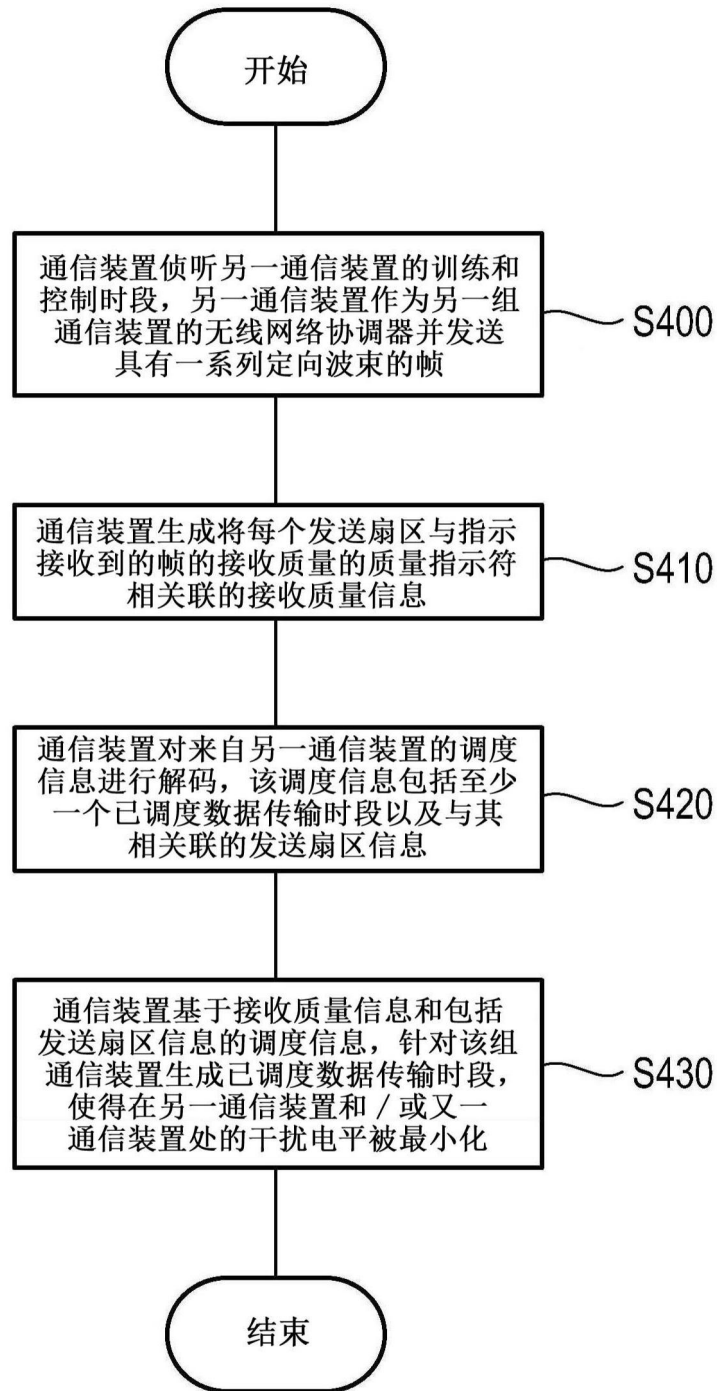 开始
通信装置侦听另一通信装置的训练和
控制时段，另一通信装置作为另一组
通信装置的无线网络协调器并发送
具有一系列定向波束的帧
S400
通信装置生成将每个发送扇区与指示
接收到的帧的接收质量的质量指示符
相关联的接收质量信息
S410
通信装置对来自另一通信装置的调度
信息进行解码，该调度信息包括至少
一个已调度数据传输时段以及与其
相关联的发送扇区信息
S420
通信装置基于接收质量信息和包括
发送扇区信息的调度信息，针对该组
通信装置生成已调度数据传输时段，
使得在另一通信装置和／或又一
通信装置处的干扰电平被最小化
S430
结束